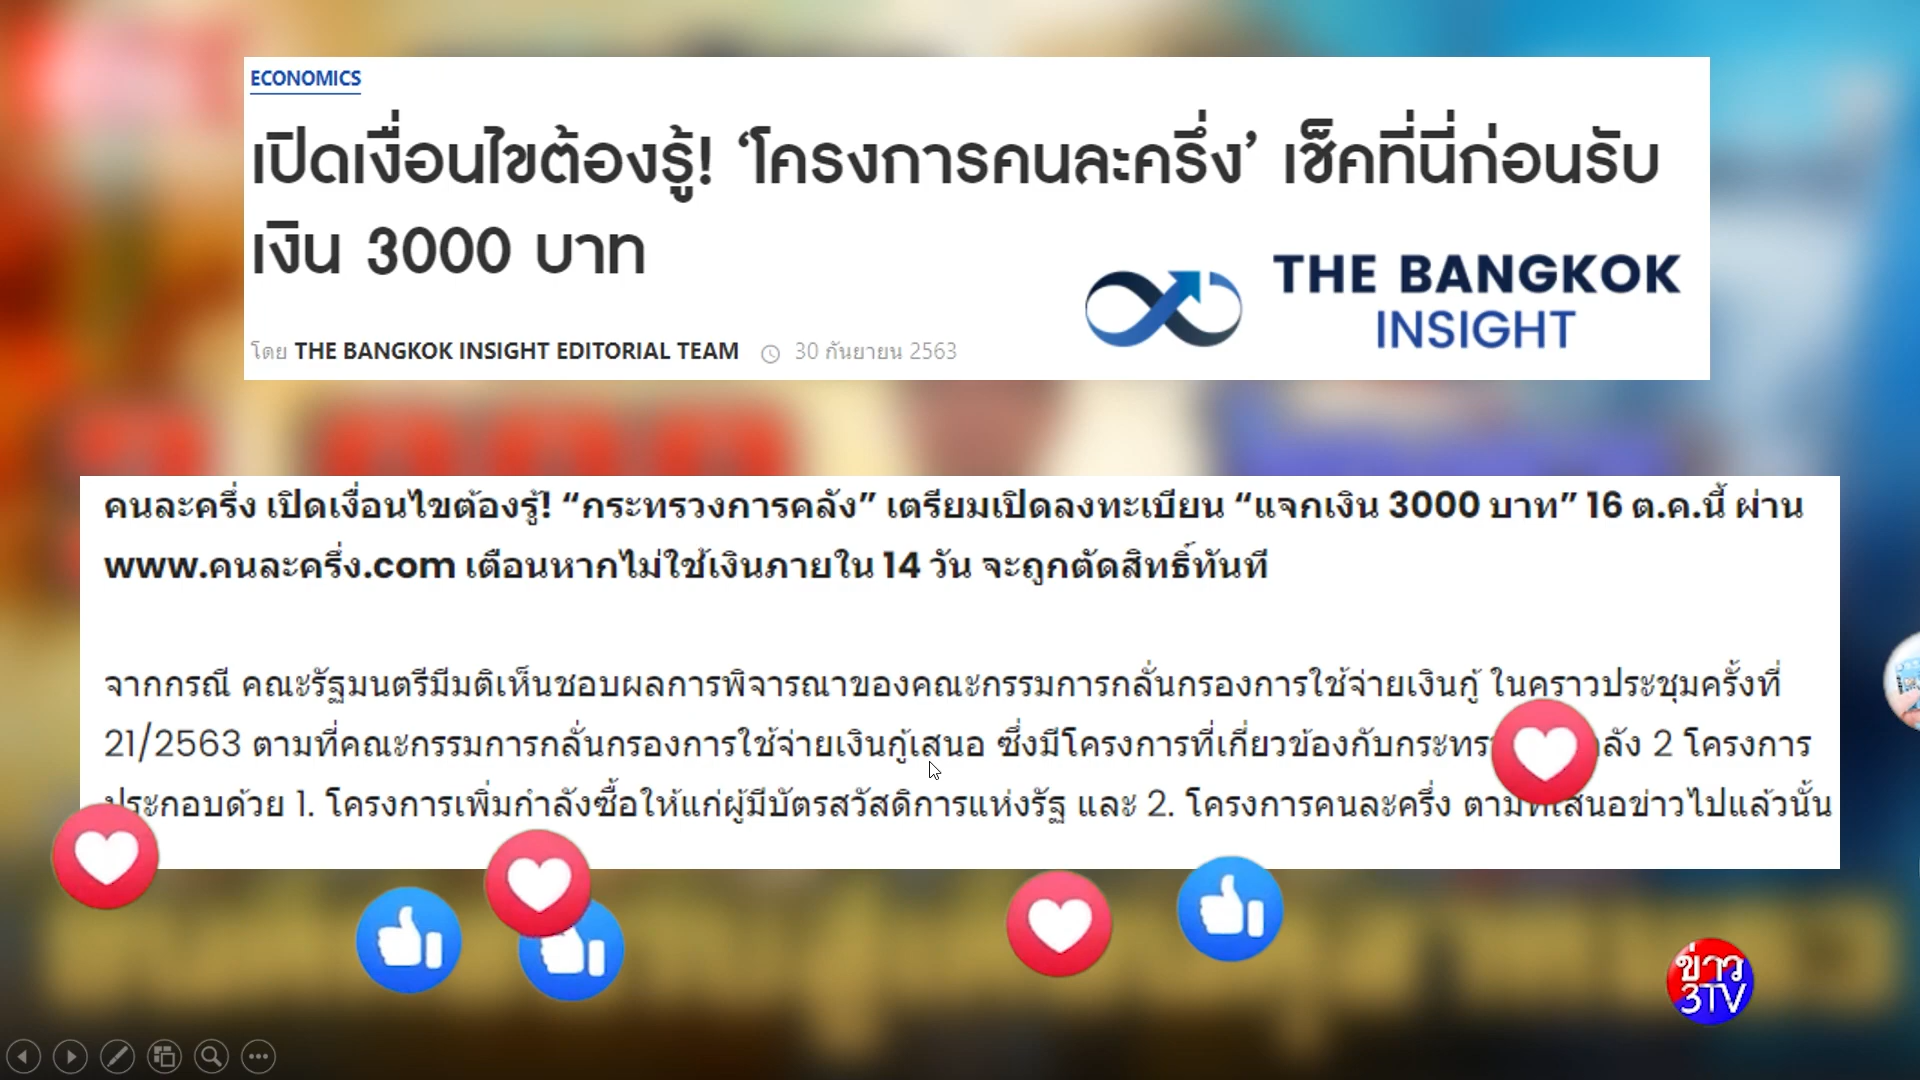 ECONOMICS
เปิดเงื่อนไขต้องรู้! ‘โครงการคนละครึ่ง’ เช็คที่นี่ก่อนรับ
เงิน 3000 บาท
THE BANGKOK
INSIGHT
โดย THE BANGKOK INSIGHT EDITORIAL TEAM 30 กันยายน 2563
คนละครึ่ง เปิดเงื่อนไขต้องรู้! “กระทรวงการคลัง” เตรียมเปิดลงทะเบียน “แจกเงิน 3000 บาท” 16 ต.ค.นี้ ผ่าน
www.คนละครึ่ง.com เตือนหากไม่ใช้เงินภายใน 14 วัน จะถูกตัดสิทธิ์ทันที
จากกรณี คณะรัฐมนตรีมีมติเห็นชอบผลการพิจารณาของคณะกรรมการกลั่นกรองการใช้จ่ายเงินกู้ ในคราวประชุมครั้งที่
21/2563 ตามที่คณะกรรมการกลั่นกรองการใช้จ่ายเงินกู้เสนอ ซึ่งมีโครงการที่เกี่ยวข้องกับกระทร ลัง 2 โครงการ
ประกอบด้วย 1. โครงการเพิ่มกำลังซื้อให้แก่ผู้มีบัตรสวัสดิการแห่งรัฐ และ 2. โครงการคนละครึ่ง ตามที่เสนอข่าวไปแล้วนั้น
ข่าว
3TV